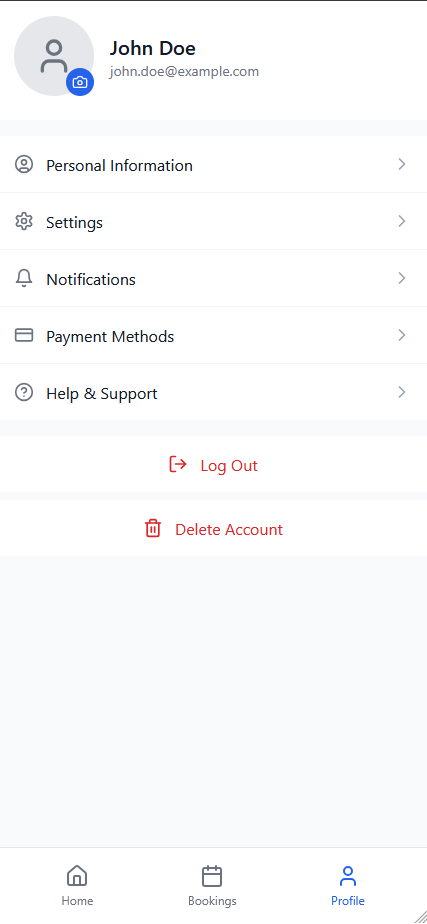 John Doe
john.doe@example.com
Personal Information
Settings
Notifications
Payment Methods
Help & Support
Log Out
Delete Account
Home
Bookings
Profile